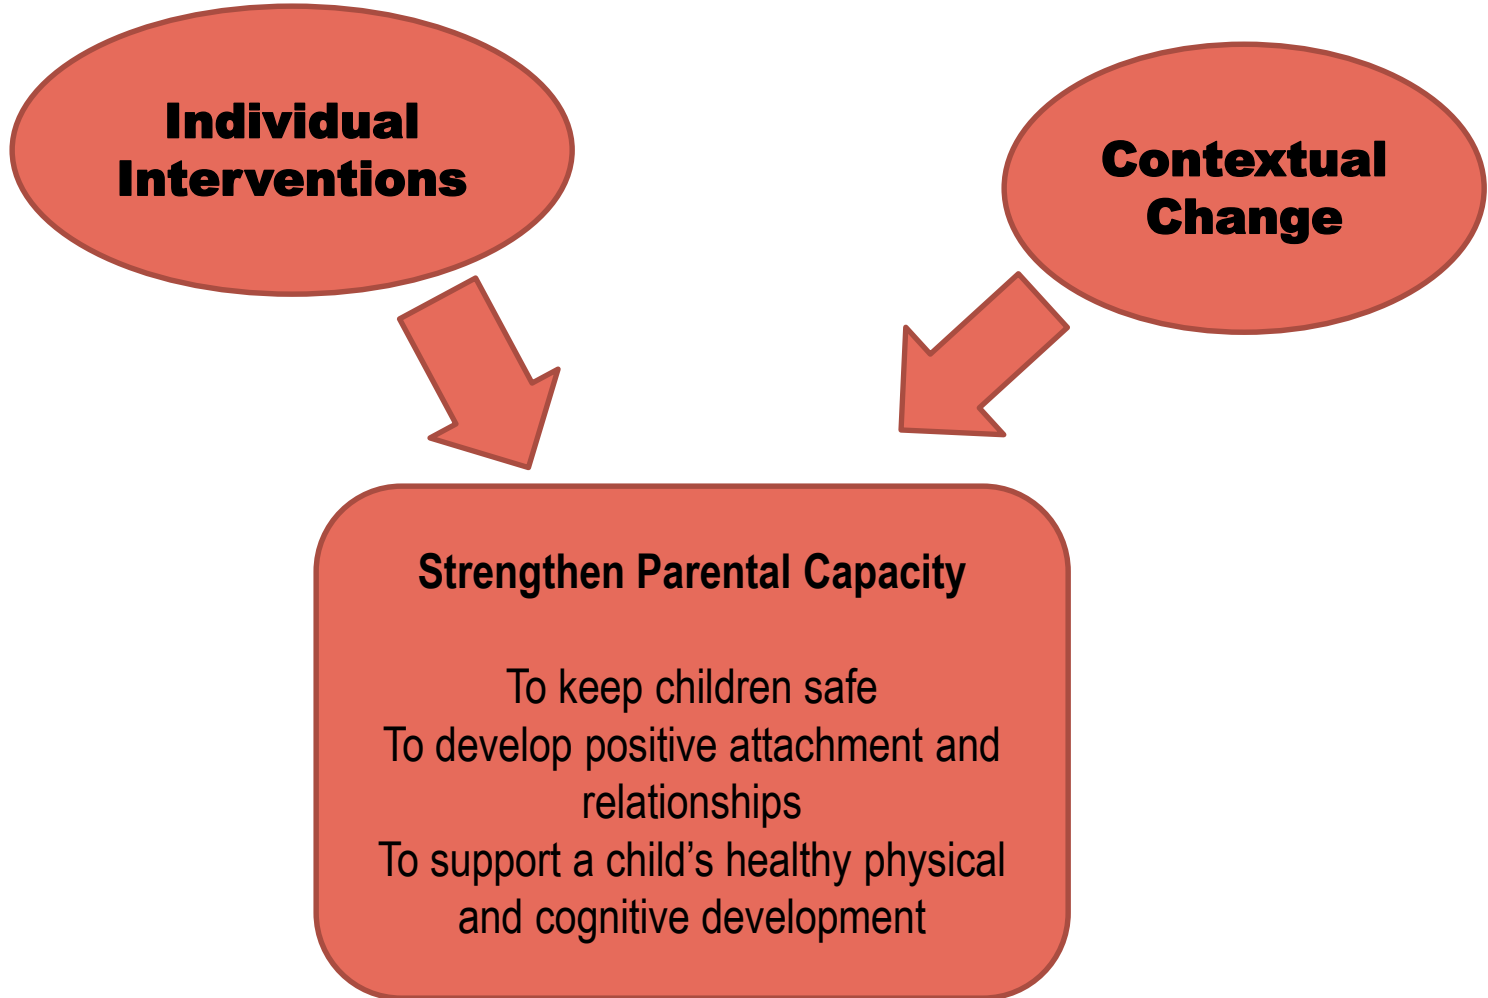 Individual
Interventions
Contextual
Change
Strengthen Parental Capacity
To keep children safe
To develop positive attachment and
relationships
To support a child’s healthy physical
and cognitive development